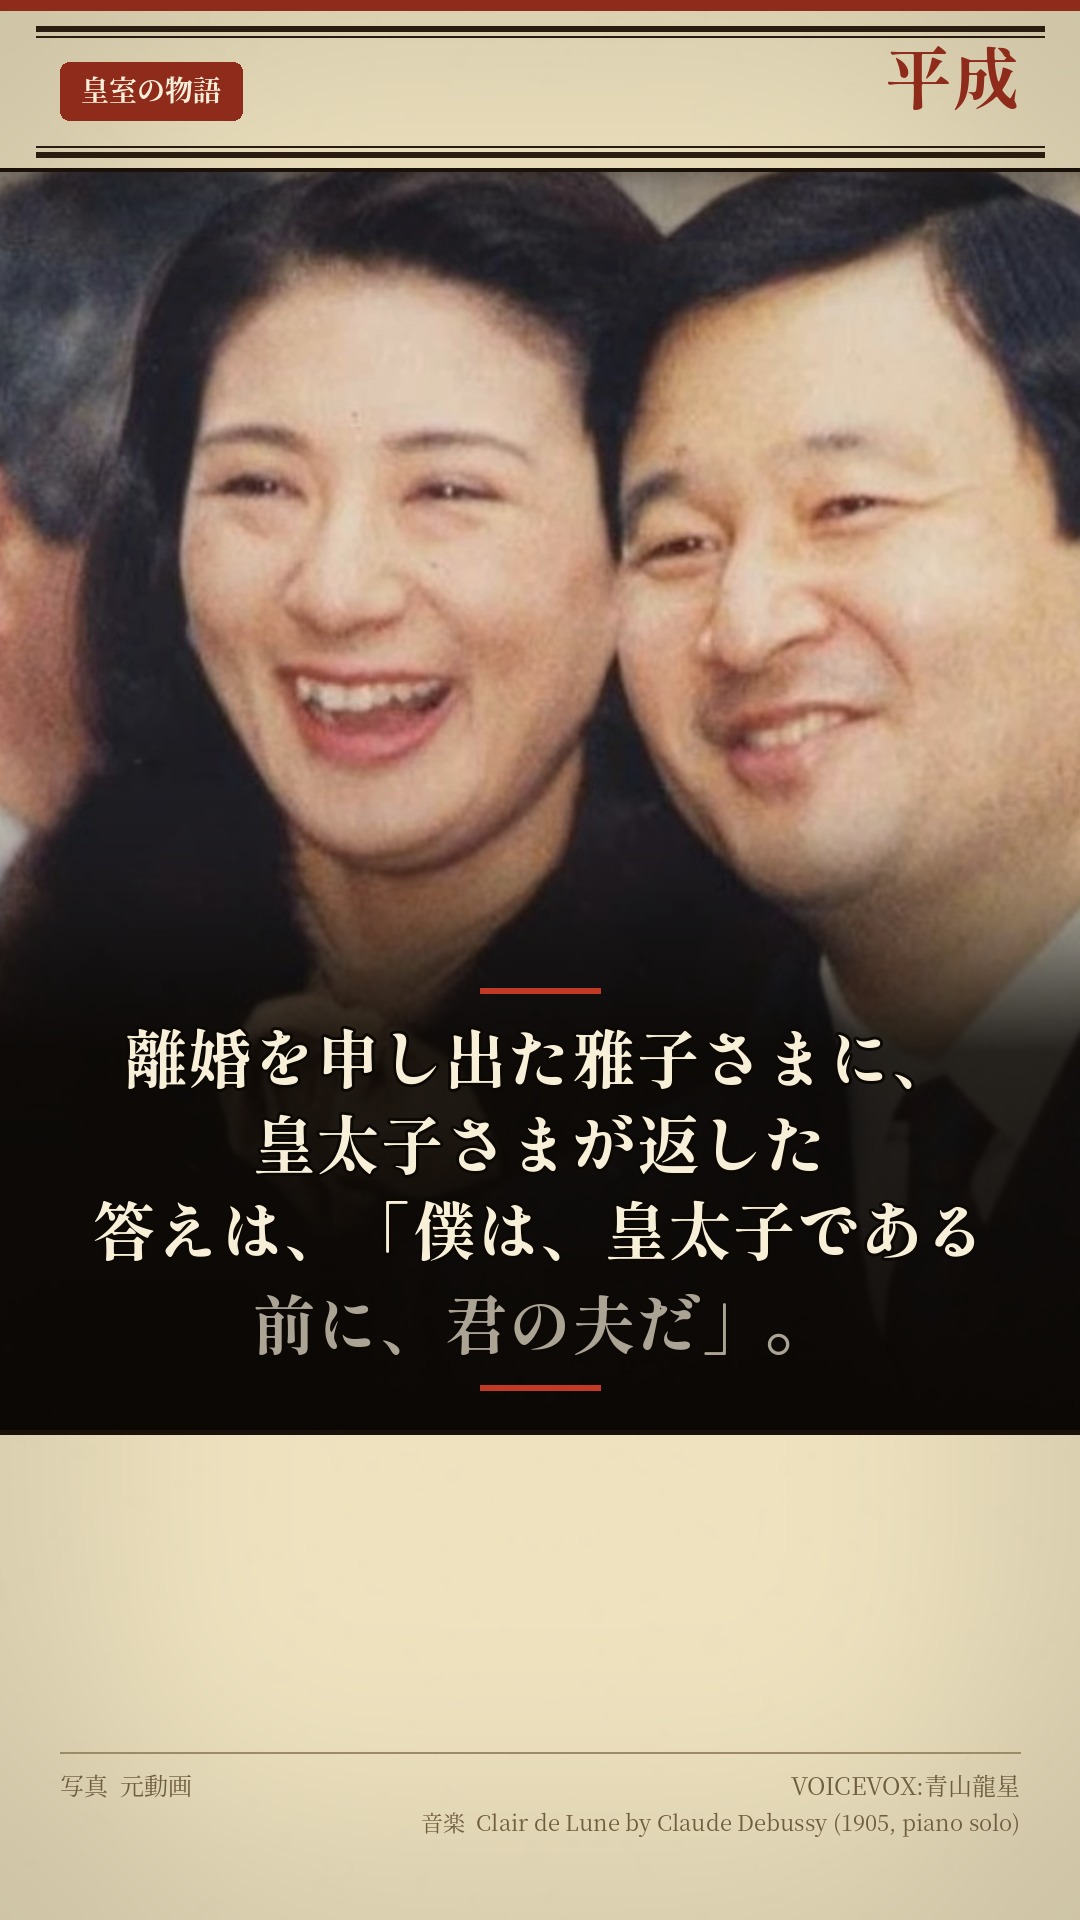 皇室の物語
平成
離婚を申し出た雅子さまに、
皇太子さまが返した
答えは、「僕は、皇太子である
前に、君の夫だ」。
写真 元動画
VOICEVOX:青山龍星
音楽 Clair de Lune by Claude Debussy (1905, piano solo)